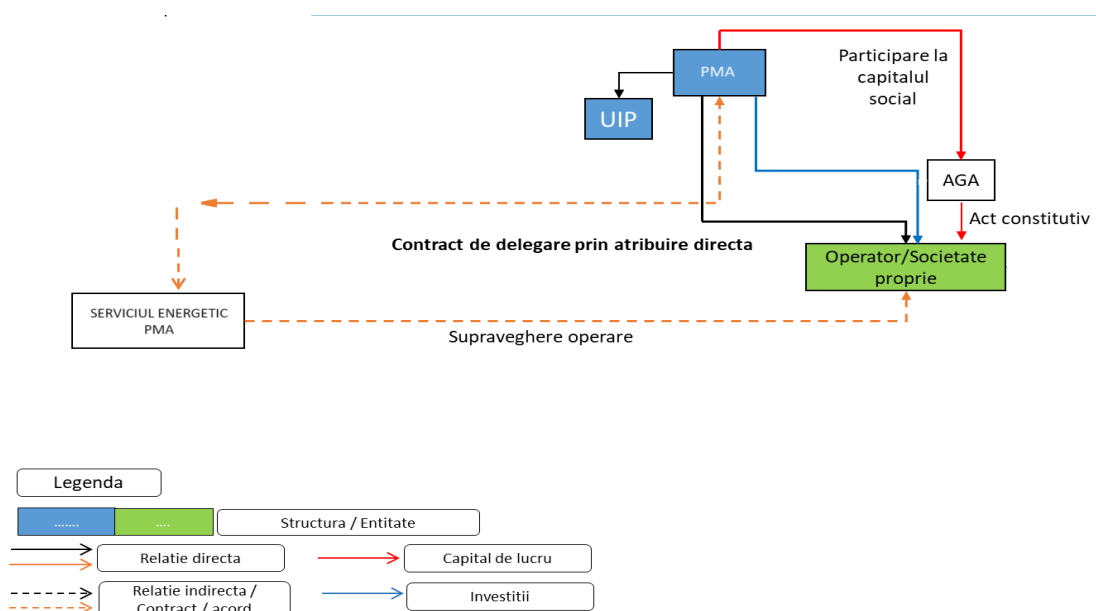 PMA
Participare la
capitalul
social
UIP
AGA
Act constitutiv
Contract de delegare prin atribuire directa
Operator/Societate
proprie
SERVICIUL ENERGETIC
PMA
Supraveghere operare
Legenda
.......
....
Structura / Entitate
Relatie directa
Capital de lucru
Relatie indirecta /
Contract / acord
Investitii